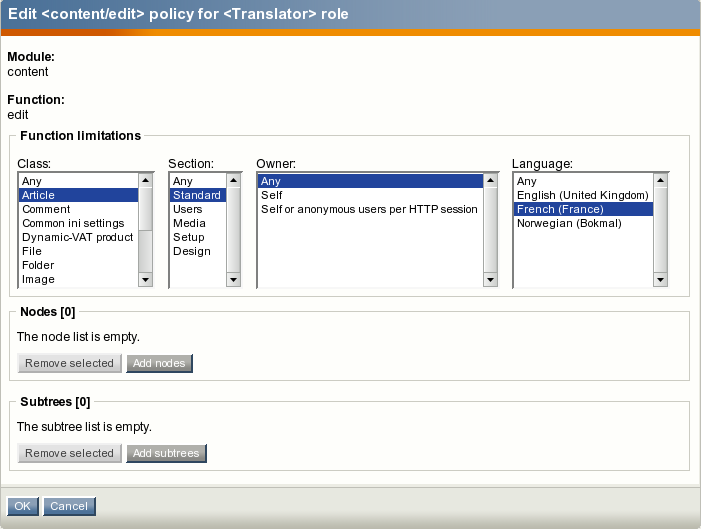 Edit <content/edit> policy for <Translator> role
Module:
content
Function:
edit
Function limitations
Class:
Any
Article
Comment
Common ini settings
Dynamic-VAT product
File
Folder
Image
Section:
Any
Standard
Users
Media
Setup
Design
Owner:
Any
Self
Self or anonymous users per HTTP session
Language:
Any
English (United Kingdom)
French (France)
Norwegian (Bokmal)
Nodes [0]
The node list is empty.
Remove selected Add nodes
Subtrees [0]
The subtree list is empty.
Remove selected Add subtrees
OK Cancel